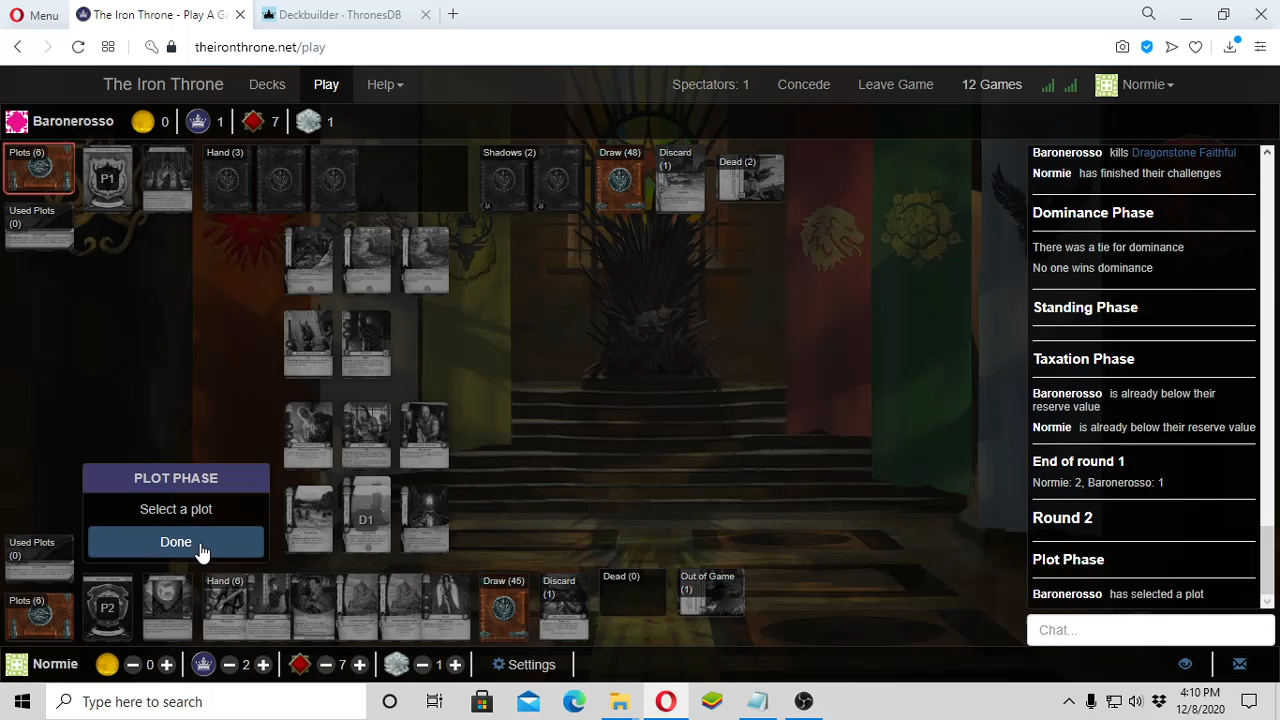 Menu
The Iron Throne - Play A G
Deckbuilder - ThronesDB
theironthrone.net/play
The Iron Throne
Decks
Play
Help
Spectators: 1
Concede
Leave Game
12 Games
Normie
Baronerosso
0
1
7
1
Plots (6)
P1
Hand (3)
Shadows (2)
Draw (48)
Discard
(1)
Dead (2)
Used Plots
(0)
Baronerosso kills Dragonstone Faithful
Normie has finished their challenges
Dominance Phase
There was a tie for dominance
No one wins dominance
Standing Phase
Taxation Phase
Baronerosso is already below their
reserve value
Normie is already below their reserve value
End of round 1
Normie: 2, Baronerosso: 1
Round 2
Plot Phase
Baronerosso has selected a plot
Chat...
PLOT PHASE
Select a plot
Done
D1
Used Plots
(0)
Plots (6)
P2
Hand (6)
Draw (45)
Discard
(1)
Dead (0)
Out of Game
(1)
Normie
0
2
7
1
Settings
Type here to search
4:10 PM
12/8/2020